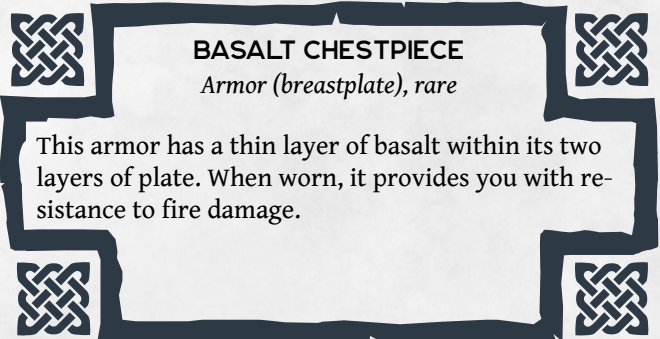 BASALT CHESTPIECE
Armor (breastplate), rare
This armor has a thin layer of basalt within its two
layers of plate. When worn, it provides you with re-
sistance to fire damage.